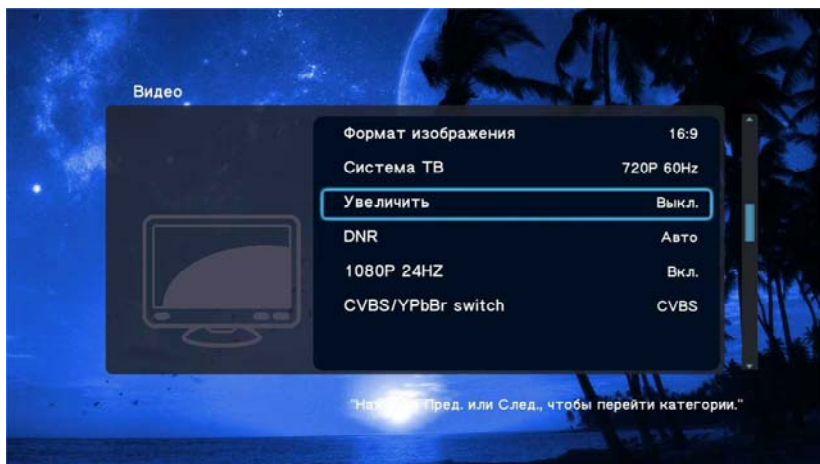 Видео
Формат изображения 16:9
Система ТВ 720P 60Hz
Увеличить Выкл.
DNR Авто
1080P 24HZ Вкл.
CVBS/YPbBr switch CVBS
Пред. или След., чтобы перейти категории."